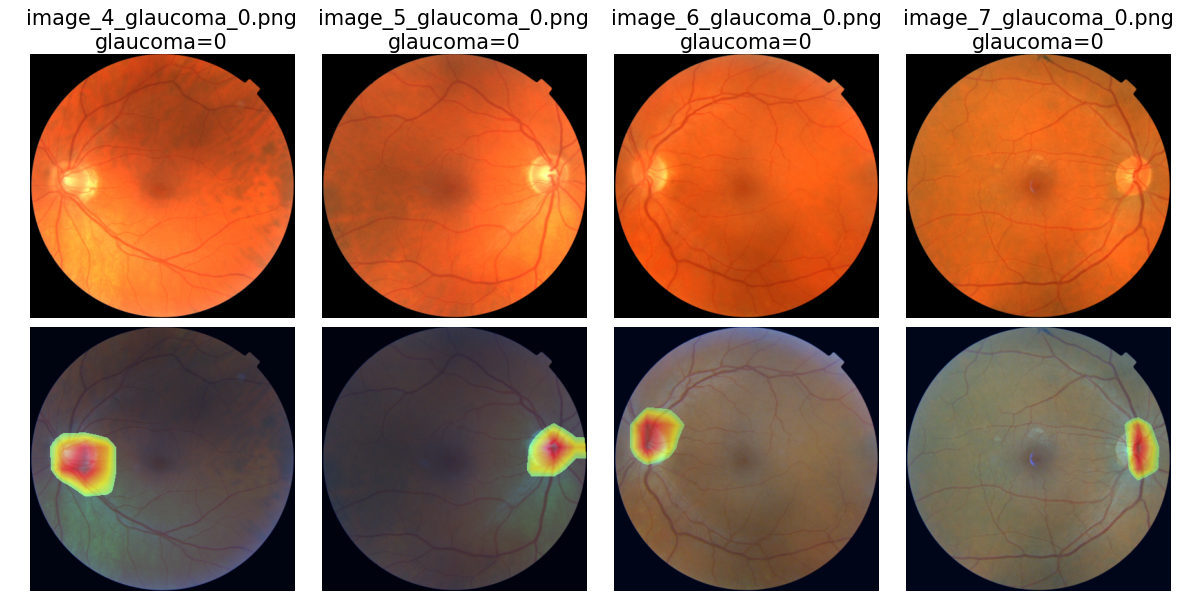 image_4_glaucoma_0.png
glaucoma=0
image_5_glaucoma_0.png
glaucoma=0
image_6_glaucoma_0.png
glaucoma=0
image_7_glaucoma_0.png
glaucoma=0